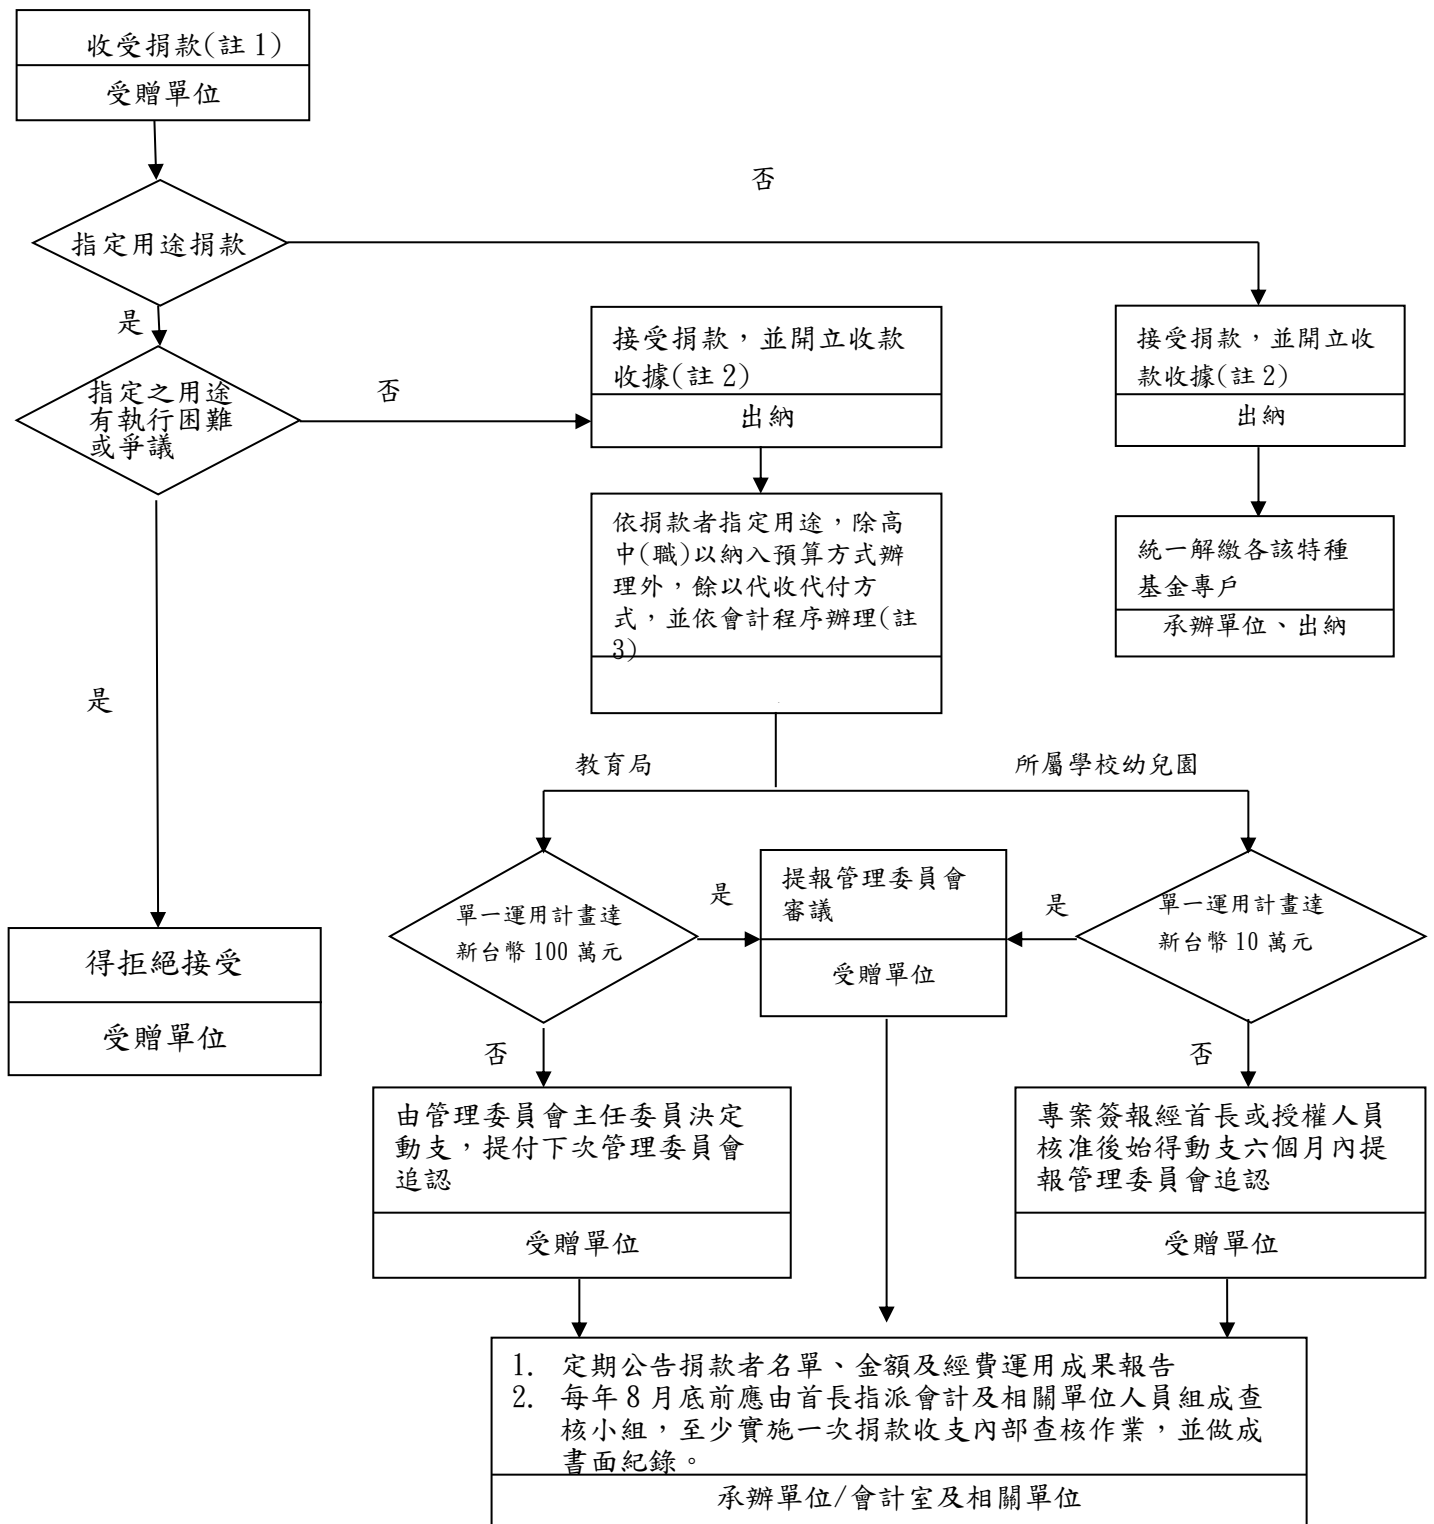 收受捐款(註1)
受贈單位
否
指定用途捐款
是
指定之用途
有執行困難
或爭議
否
接受捐款，並開立收款
收據(註2)
出納
接受捐款，並開立收
款收據(註2)
出納
依捐款者指定用途，除高
中(職)以納入預算方式辦
理外，餘以代收代付方
式，並依會計程序辦理(註
3)
統一解繳各該特種
基金專戶
承辦單位、出納
是
教育局
所屬學校幼兒園
單一運用計畫達
新台幣100萬元
是
提報管理委員會
審議
受贈單位
是
單一運用計畫達
新台幣10萬元
得拒絕接受
受贈單位
否
否
由管理委員會主任委員決定
動支，提付下次管理委員會
追認
受贈單位
專案簽報經首長或授權人員
核准後始得動支六個月內提
報管理委員會追認
受贈單位
1. 定期公告捐款者名單、金額及經費運用成果報告
2. 每年8月底前應由首長指派會計及相關單位人員組成查
核小組，至少實施一次捐款收支內部查核作業，並做成
書面紀錄。
承辦單位/會計室及相關單位